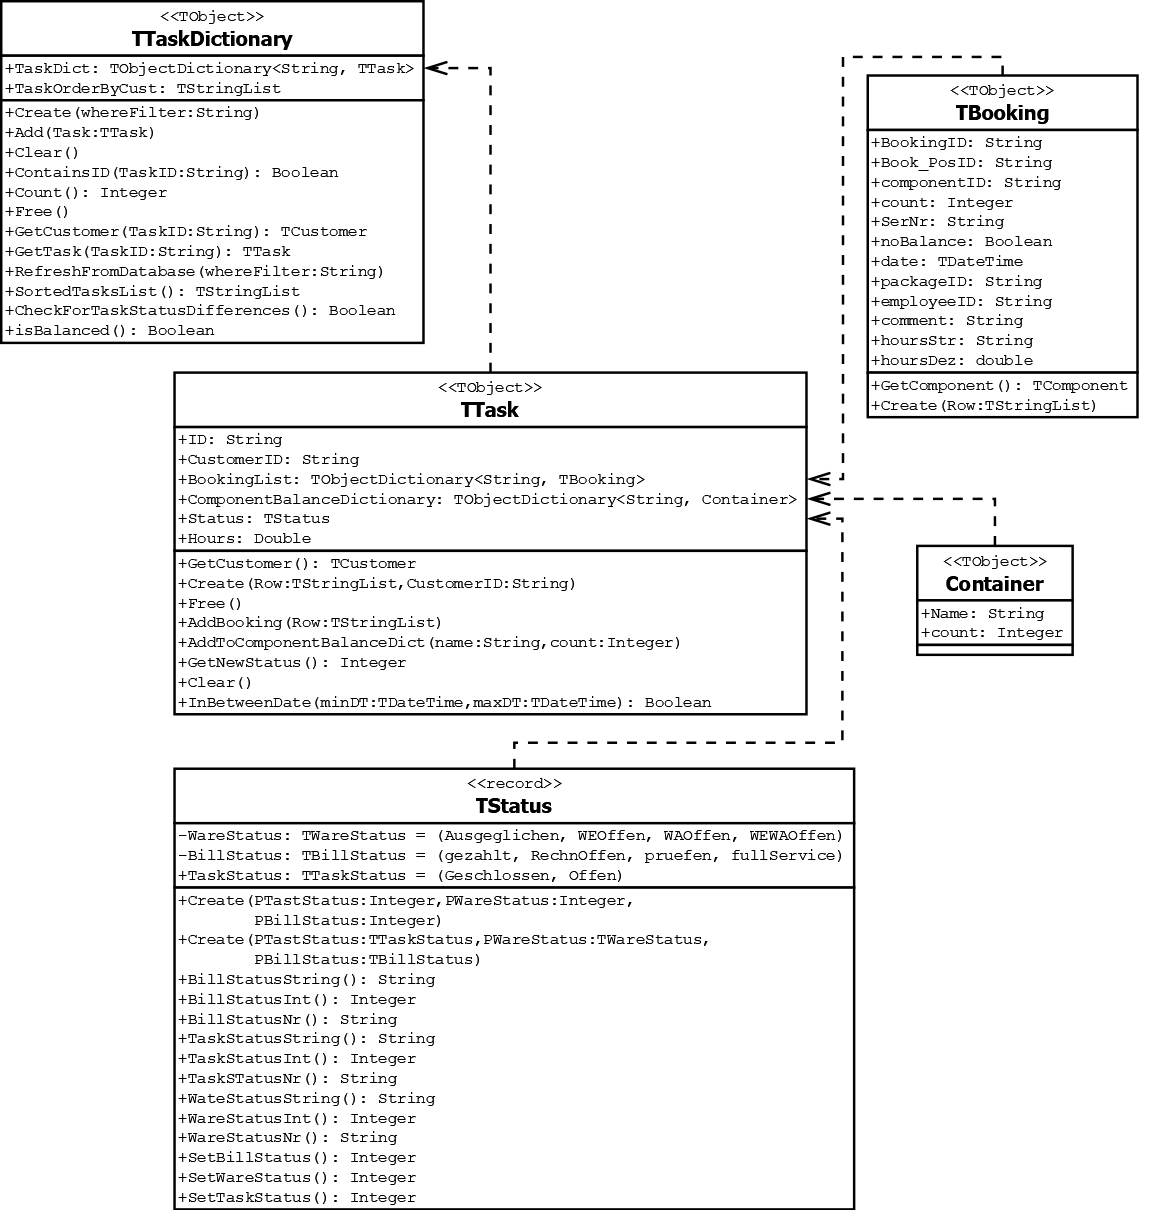 <<TObject>>
TTaskDictionary
+TaskDict: TObjectDictionary<String, TTask>
+TaskOrderByCust: TStringList
+Create(whereFilter:String)
+Add(Task:TTask)
+Clear()
+ContainsID(TaskID:String): Boolean
+Count(): Integer
+Free()
+GetCustomer(TaskID:String): TCustomer
+GetTask(TaskID:String): TTask
+RefreshFromDatabase(whereFilter:String)
+SortedTasksList(): TStringList
+CheckForTaskStatusDifferences(): Boolean
+isBalanced(): Boolean
<<TObject>>
TBooking
+BookingID: String
+Book_PosID: String
+componentID: String
+count: Integer
+SerNr: String
+noBalance: Boolean
+date: TDateTime
+packageID: String
+employeeID: String
+comment: String
+hoursStr: String
+hoursDez: double
+GetComponent(): TComponent
+Create(Row:TStringList)
<<TObject>>
TTask
+ID: String
+CustomerID: String
+BookingList: TObjectDictionary<String, TBooking>
+ComponentBalanceDictionary: TObjectDictionary<String, Container>
+Status: TStatus
+Hours: Double
+GetCustomer(): TCustomer
+Create(Row:TStringList,CustomerID:String)
+Free()
+AddBooking(Row:TStringList)
+AddToComponentBalanceDict(name:String,count:Integer)
+GetNewStatus(): Integer
+Clear()
+InBetweenDate(minDT:TDateTime,maxDT:TDateTime): Boolean
<<TObject>>
Container
+Name: String
+count: Integer
<<record>>
TStatus
-WareStatus: TWareStatus = (Ausgeglichen, WEOffen, WAOffen, WEWAOffen)
-BillStatus: TBillStatus = (gezahlt, RechnOffen, pruefen, fullService)
+TaskStatus: TTaskStatus = (Geschlossen, Offen)
+Create(PTastStatus:Integer,PWareStatus:Integer,
PBillStatus:Integer)
+Create(PTastStatus:TTaskStatus,PWareStatus:TWareStatus,
PBillStatus:TBillStatus)
+BillStatusString(): String
+BillStatusInt(): Integer
+BillStatusNr(): String
+TaskStatusString(): String
+TaskStatusInt(): Integer
+TaskSTatusNr(): String
+WateStatusString(): String
+WareStatusInt(): Integer
+WareStatusNr(): String
+SetBillStatus(): Integer
+SetWareStatus(): Integer
+SetTaskStatus(): Integer